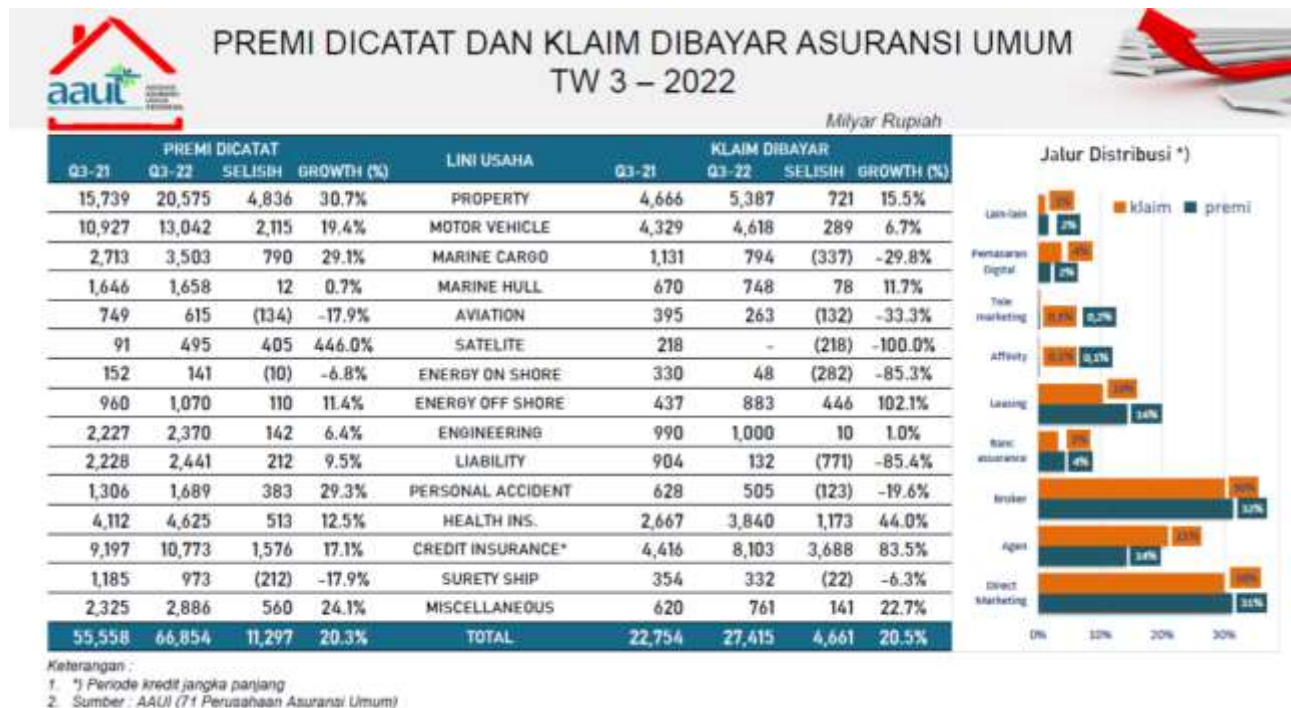 PREMI DICATAT DAN KLAIM DIBAYAR ASURANSI UMUM
TW 3 – 2022
aaui
Milyar Rupiah
PREMI DICATAT LINI USAHA KLAIM DIBAYAR
Q3-21 Q3-22 SELISIH GROWTH (%) Q3-21 Q3-22 SELISIH GROWTH (%)
15,739 20,575 4,836 30.7% PROPERTY 4,666 5,387 721 15.5%
10,927 13,042 2,115 19.4% MOTOR VEHICLE 4,329 4,618 289 6.7%
2,713 3,503 790 29.1% MARINE CARGO 1,131 794 (337) -29.8%
1,646 1,658 12 0.7% MARINE HULL 670 748 78 11.7%
749 615 (134) -17.9% AVIATION 395 263 (132) -33.3%
91 495 405 446.0% SATELITE 218 - (218) -100.0%
152 141 (10) -6.8% ENERGY ON SHORE 330 48 (282) -85.3%
960 1,070 110 11.4% ENERGY OFF SHORE 437 883 446 102.1%
2,227 2,370 142 6.4% ENGINEERING 990 1,000 10 1.0%
2,228 2,441 212 9.5% LIABILITY 904 132 (771) -85.4%
1,306 1,689 383 29.3% PERSONAL ACCIDENT 628 505 (123) -19.6%
4,112 4,625 513 12.5% HEALTH INS. 2,667 3,840 1,173 44.0%
9,197 10,773 1,576 17.1% CREDIT INSURANCE* 4,416 8,103 3,688 83.5%
1,185 973 (212) -17.9% SURETY SHIP 354 332 (22) -6.3%
2,325 2,886 560 24.1% MISCELLANEOUS 620 761 141 22.7%
55,558 66,854 11,297 20.3% TOTAL 22,754 27,415 4,661 20.5%
Jalur Distribusi *)
klaim premi
Lain-lain
2%
Pemasaran
Digital
4%
2%
Tele
marketing
0,2%
Affinity
0,1%
Leasing
14%
Banc
assurance
4%
Broker
Agen
14%
Direct
Marketing
31%
0% 10% 20% 30%
Keterangan :
1. *) Periode kredit jangka panjang
2. Sumber : AAUI (71 Perusahaan Asuransi Umum)